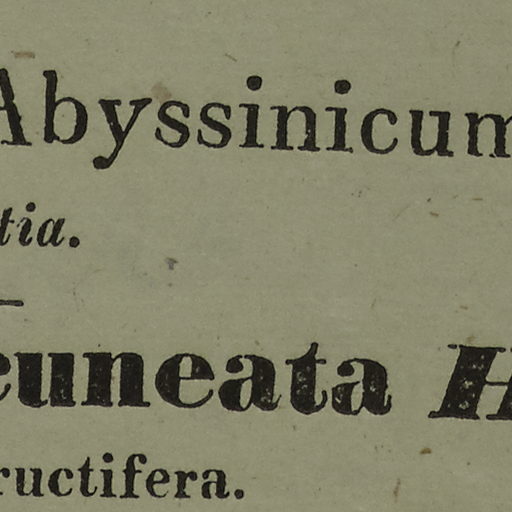 Abyssinicum
tia.
cuneata H
ructifera.